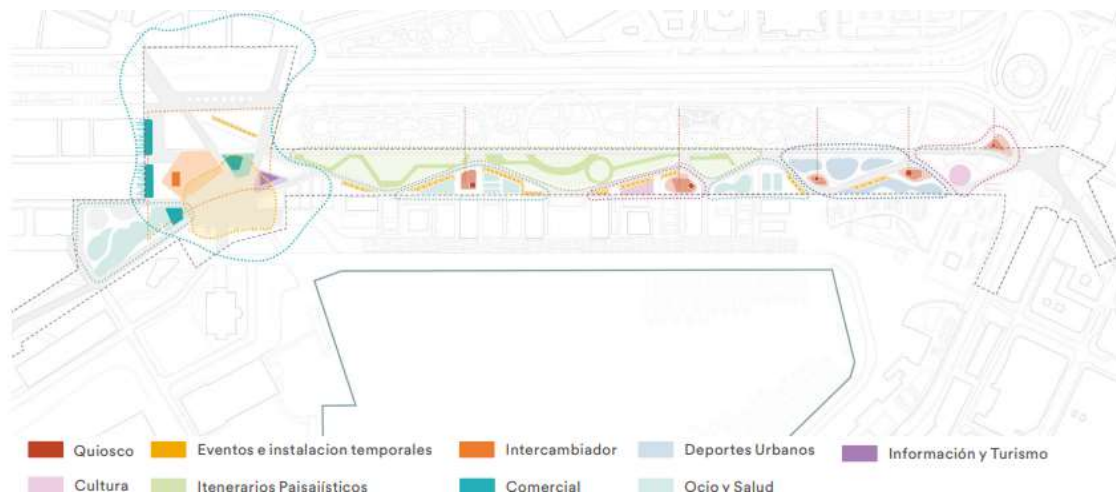 Quiosco
Eventos e instalacion temporales
Intercambiador
Deportes Urbanos
Información y Turismo
Cultura
Itenerarios Paisajísticos
Comercial
Ocio y Salud